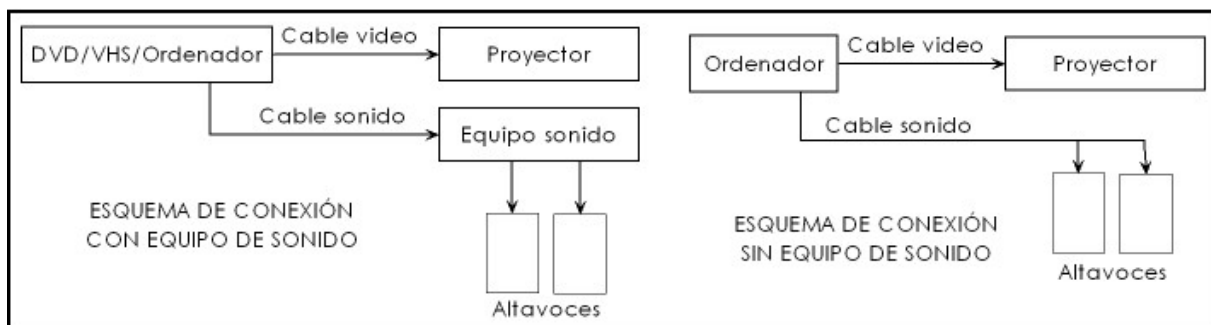 DVD/VHS/Ordenador
Cable video
Proyector
Cable sonido
Equipo sonido
ESQUEMA DE CONEXIÓN
CON EQUIPO DE SONIDO
Altavoces
Ordenador
Cable video
Proyector
Cable sonido
ESQUEMA DE CONEXIÓN
SIN EQUIPO DE SONIDO
Altavoces